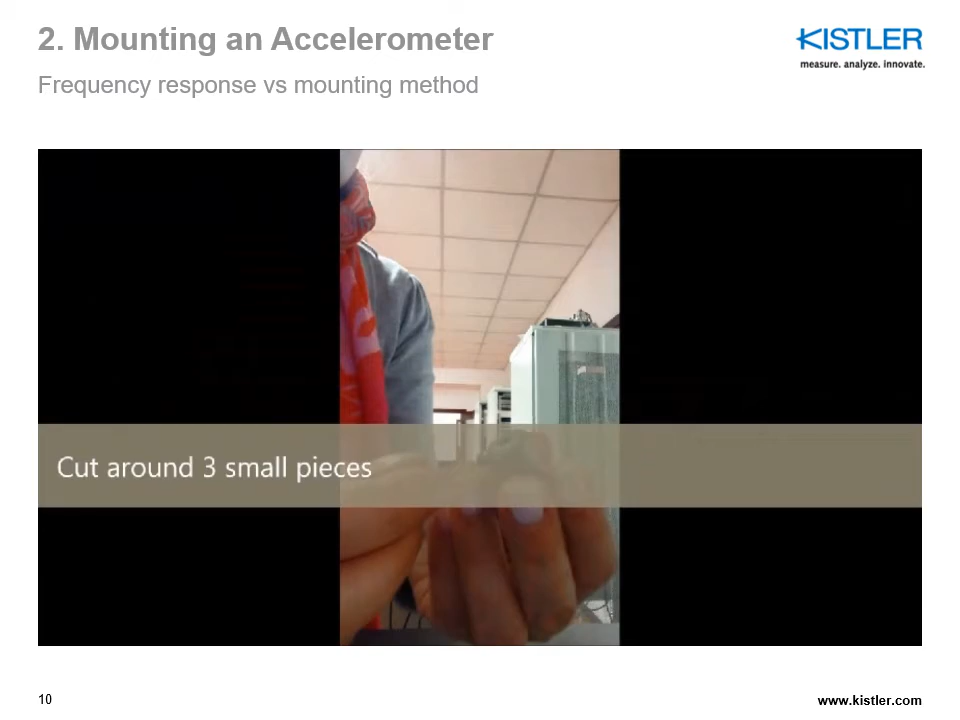 2. Mounting an Accelerometer
KISTLER
measure. analyze. innovate.
Frequency response vs mounting method
Cut around 3 small pieces
10
www.kistler.com